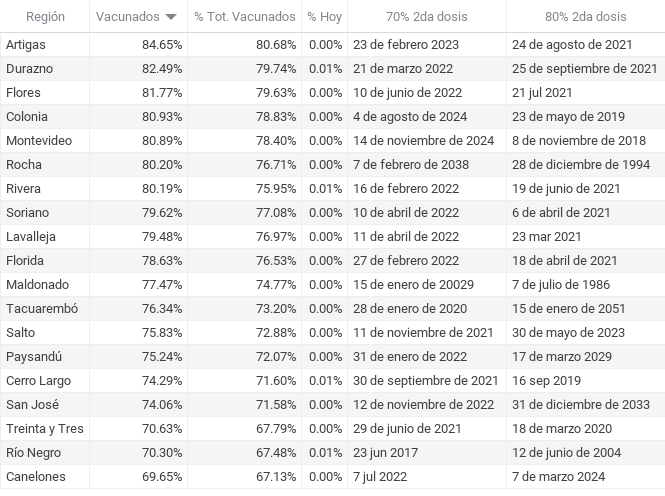 Región Vacunados % Tot. Vacunados % Hoy 70% 2da dosis 80% 2da dosis
Artigas 84.65% 80.68% 0.00% 23 de febrero 2023 24 de agosto de 2021
Durazno 82.49% 79.74% 0.01% 21 de marzo 2022 25 de septiembre de 2021
Flores 81.77% 79.63% 0.00% 10 de junio de 2022 21 jul 2021
Colonia 80.93% 78.83% 0.00% 4 de agosto de 2024 23 de mayo de 2019
Montevideo 80.89% 78.40% 0.00% 14 de noviembre de 2024 8 de noviembre de 2018
Rocha 80.20% 76.71% 0.00% 7 de febrero de 2038 28 de diciembre de 1994
Rivera 80.19% 75.95% 0.01% 16 de febrero 2022 19 de junio de 2021
Soriano 79.62% 77.08% 0.00% 10 de abril de 2022 6 de abril de 2021
Lavalleja 79.48% 76.97% 0.00% 11 de abril de 2022 23 mar 2021
Florida 78.63% 76.53% 0.00% 27 de febrero 2022 18 de abril de 2021
Maldonado 77.47% 74.77% 0.00% 15 de enero de 20029 7 de julio de 1986
Tacuarembó 76.34% 73.20% 0.00% 28 de enero de 2020 15 de enero de 2051
Salto 75.83% 72.88% 0.00% 11 de noviembre de 2021 30 de mayo de 2023
Paysandú 75.24% 72.07% 0.00% 31 de enero de 2022 17 de marzo 2029
Cerro Largo 74.29% 71.60% 0.01% 30 de septiembre de 2021 16 sep 2019
San José 74.06% 71.58% 0.00% 12 de noviembre de 2022 31 de diciembre de 2033
Treinta y Tres 70.63% 67.79% 0.00% 29 de junio de 2021 18 de marzo 2020
Río Negro 70.30% 67.48% 0.01% 23 jun 2017 12 de junio de 2004
Canelones 69.65% 67.13% 0.00% 7 jul 2022 7 de marzo 2024